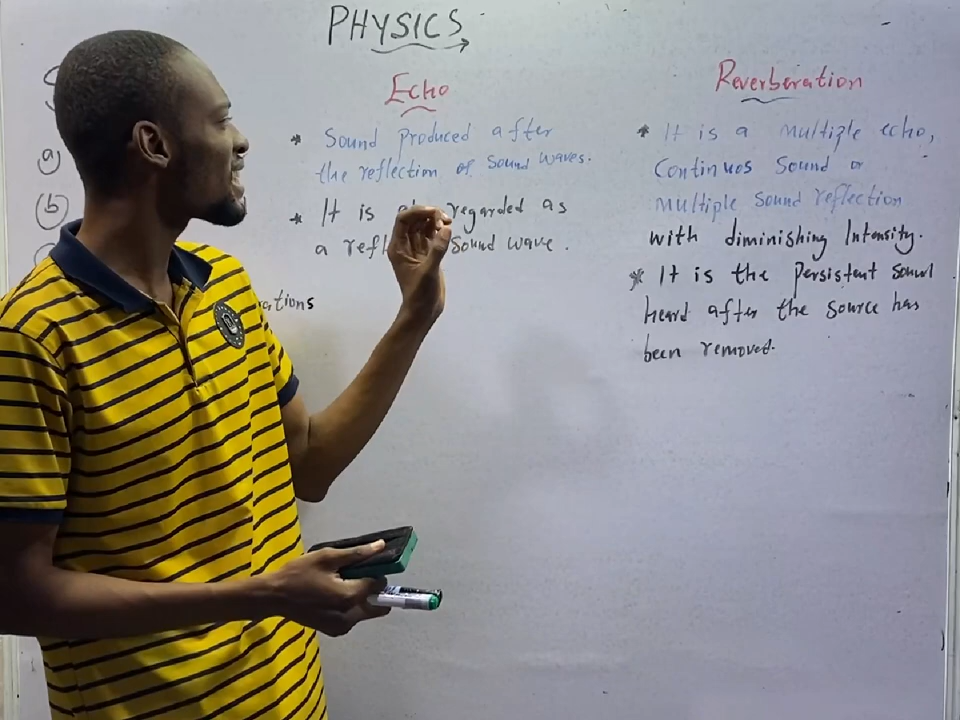 PHYSICS
Echo
* Sound produced after
the reflection of sound waves.
* It is regarded as
a refl sound wave.
Reverberation
* It is a multiple echo,
Continuos Sound or
multiple sound reflection
with diminishing Intensity.
* It is the persistent sound
heard after the source has
been removed.
a)
b
rations